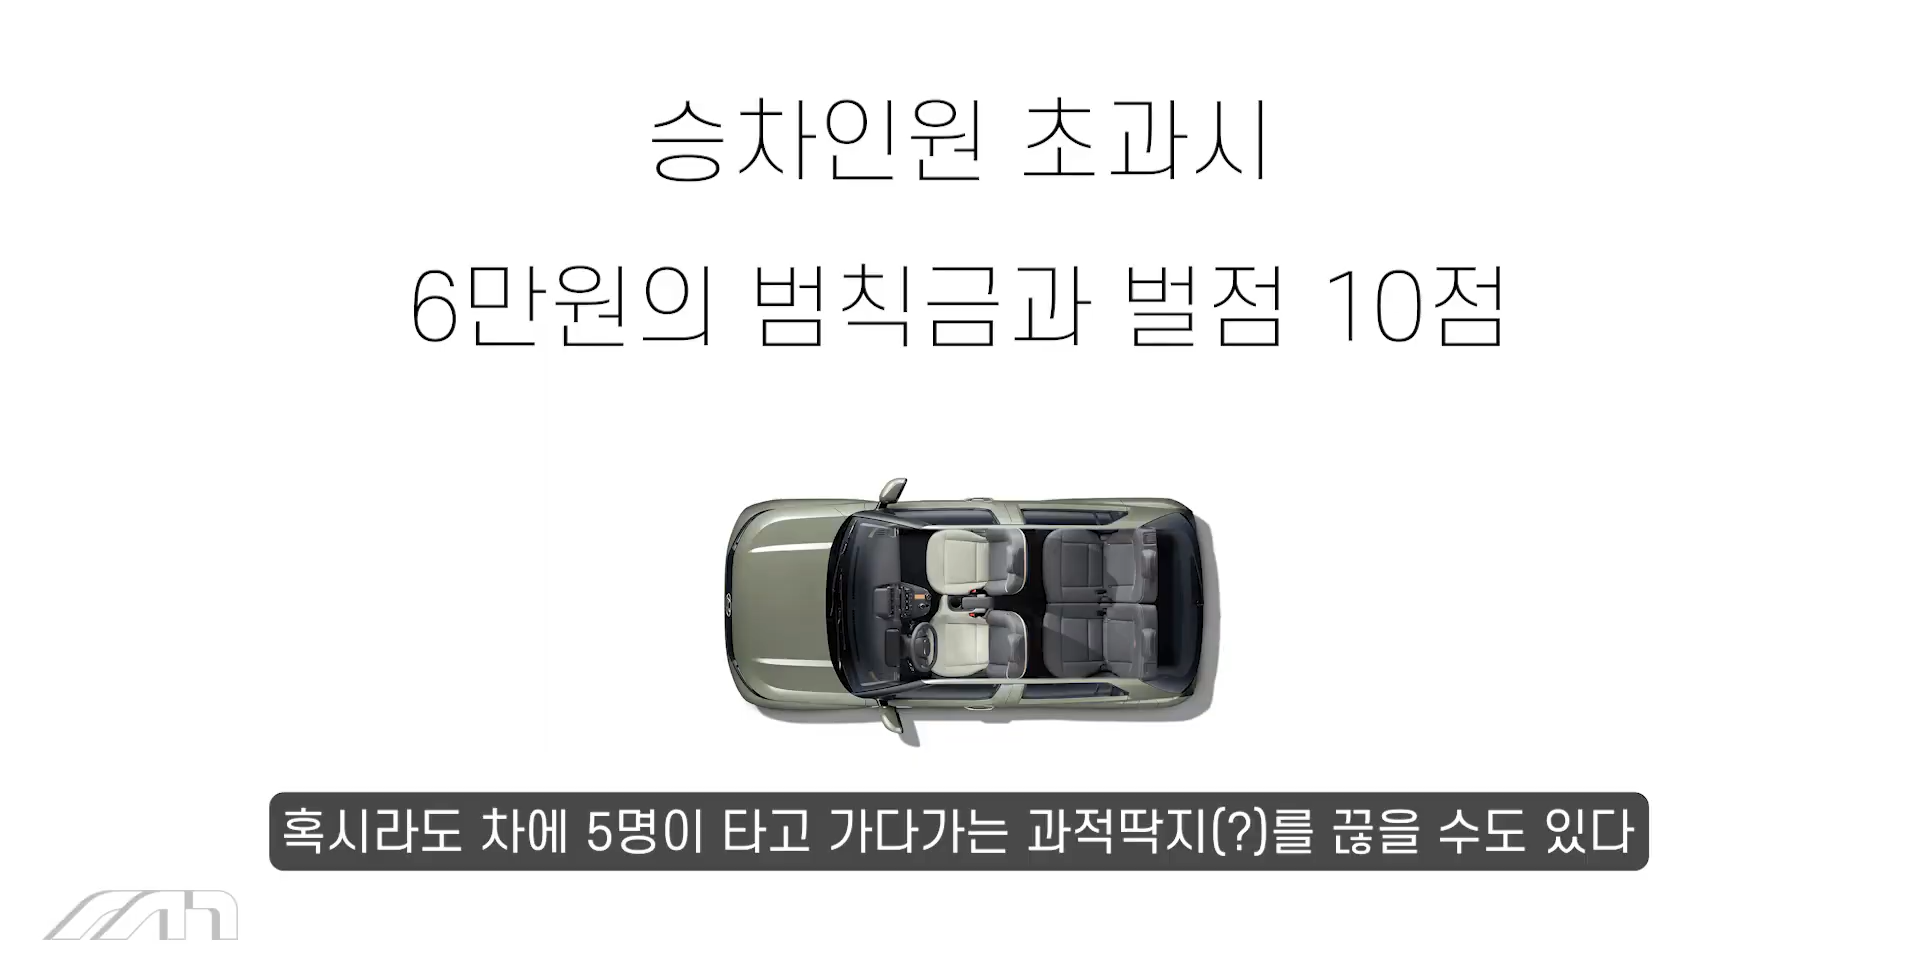 승차인원 초과시
6만원의 범칙금과 벌점 10점
혹시라도 차에 5명이 타고 가다가는 과적딱지(?)를 끊을 수도 있다